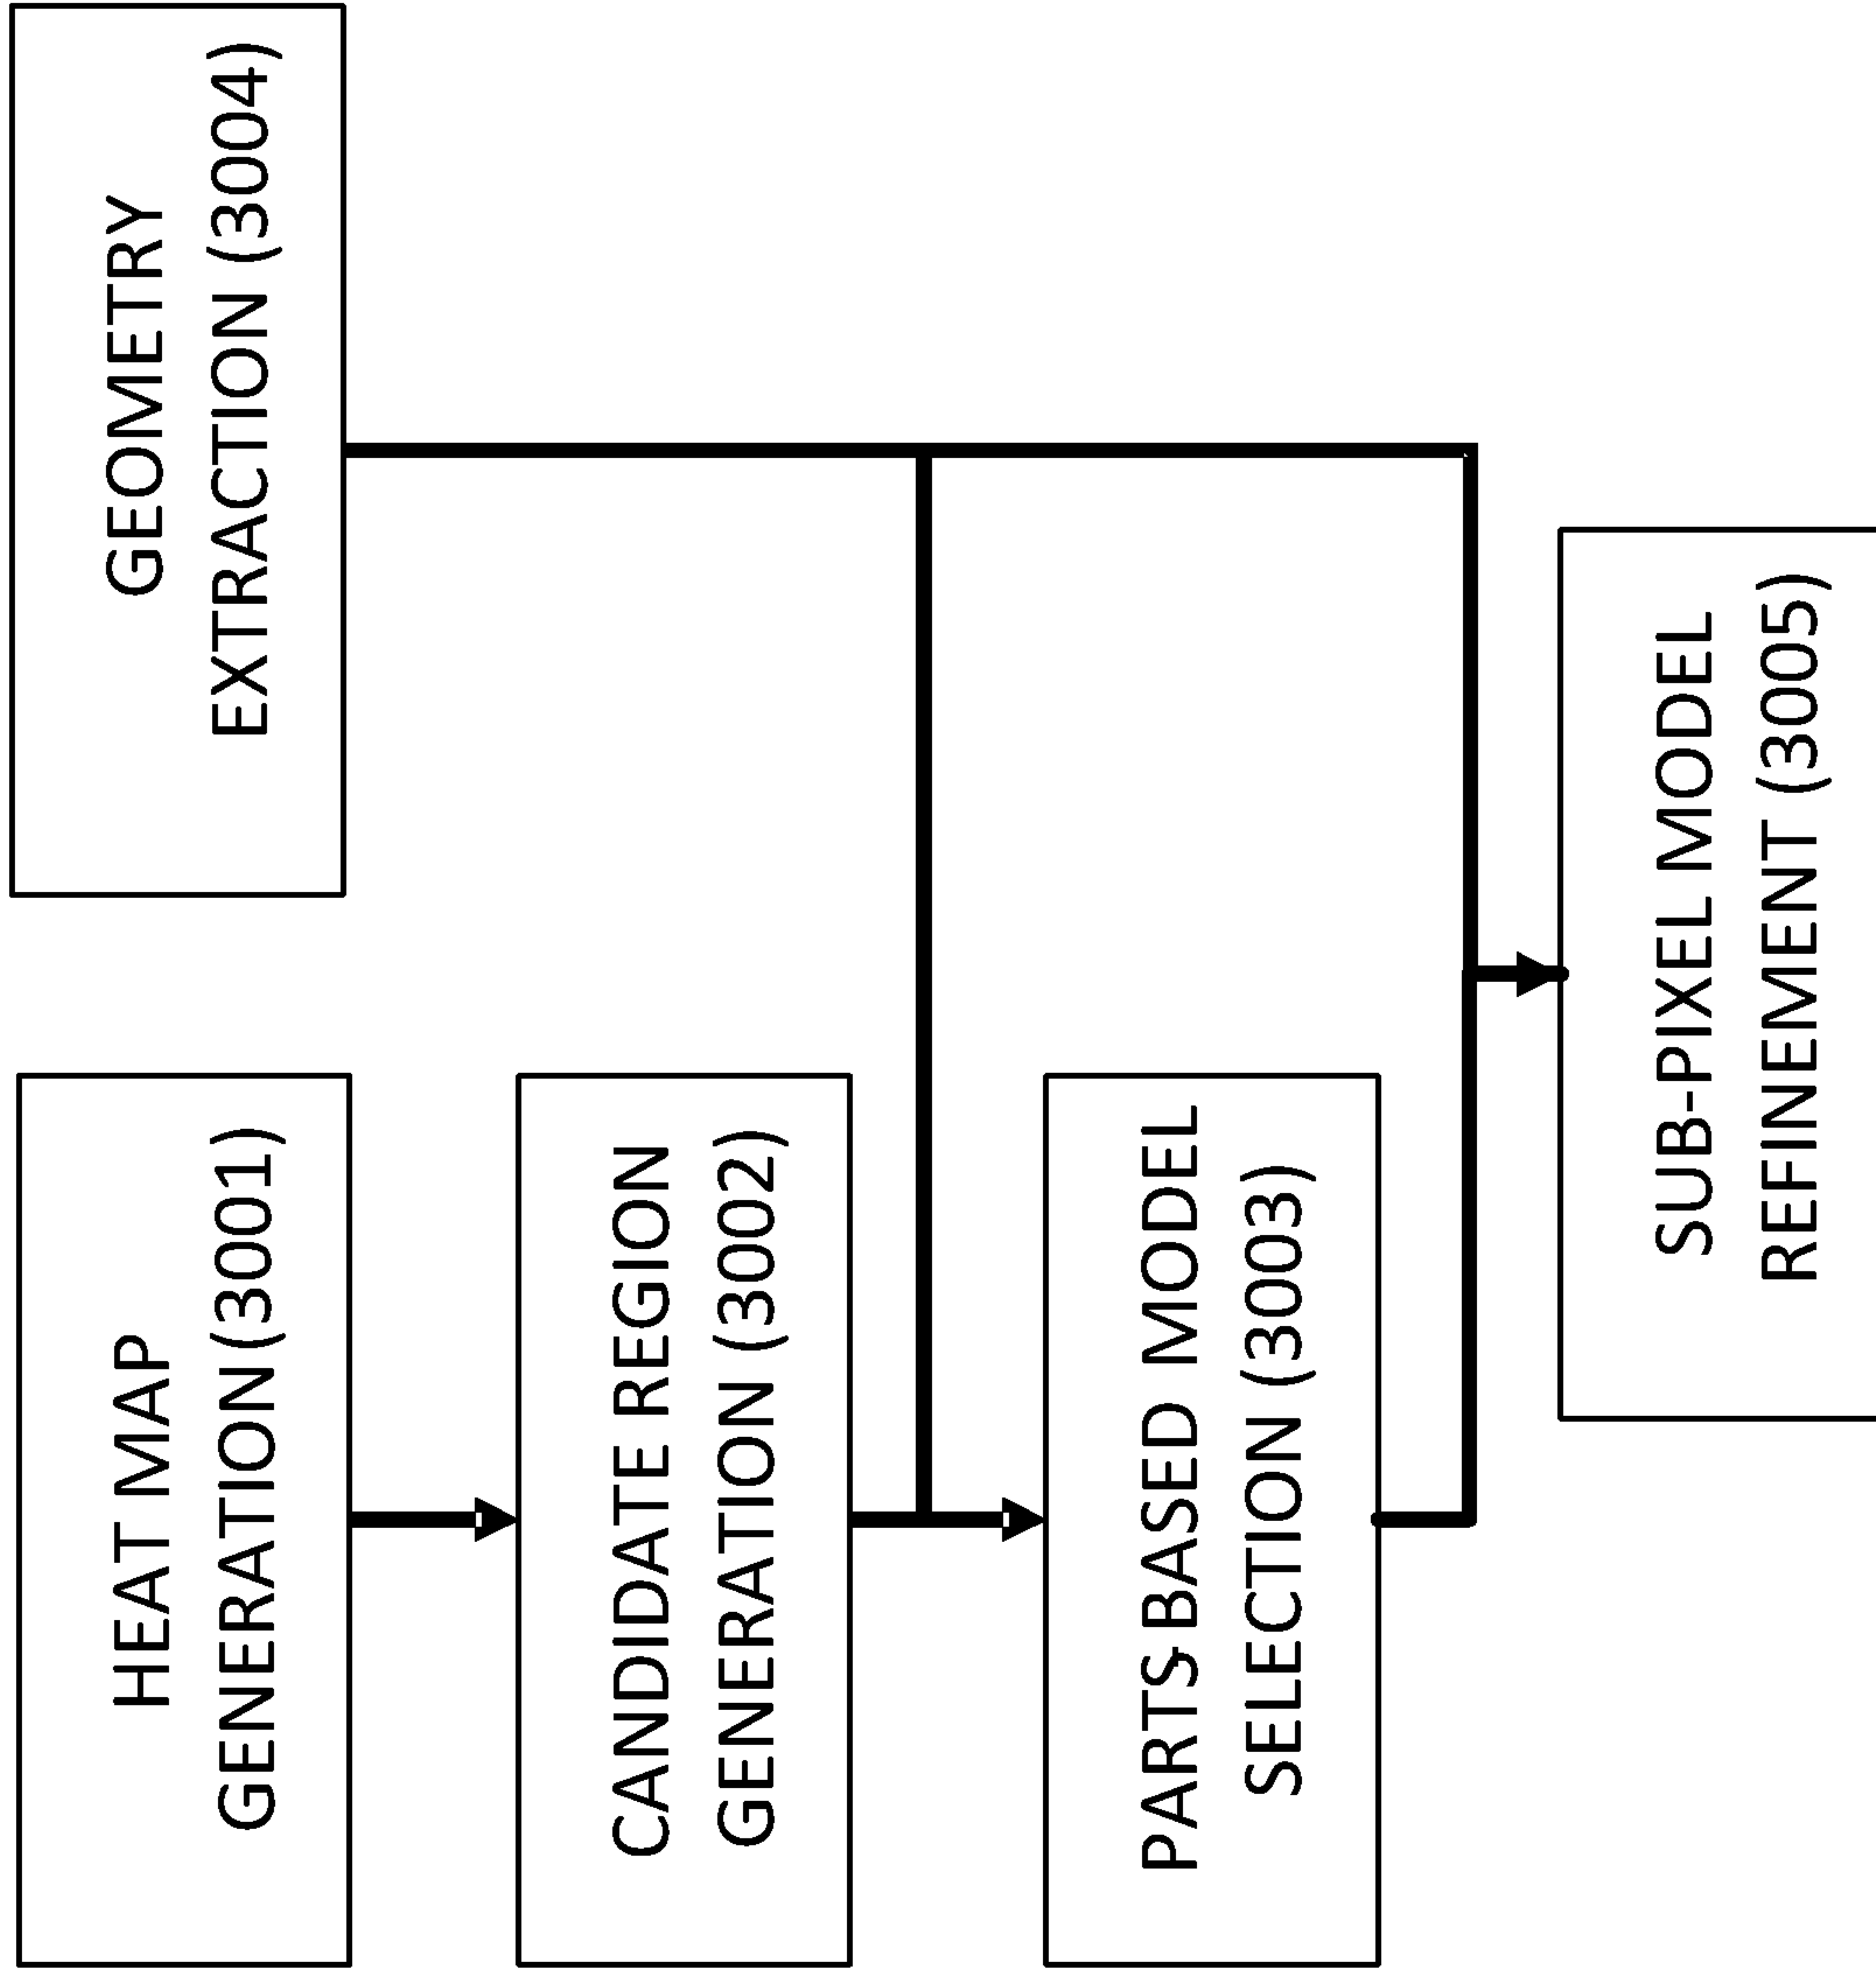 HEAT MAP
GENERATION (3001)
CANDIDATE REGION
GENERATION (3002)
PARTS-BASED MODEL
SELECTION (3003)
GEOMETRY
EXTRACTION (3004)
SUB-PIXEL MODEL
REFINEMENT (3005)